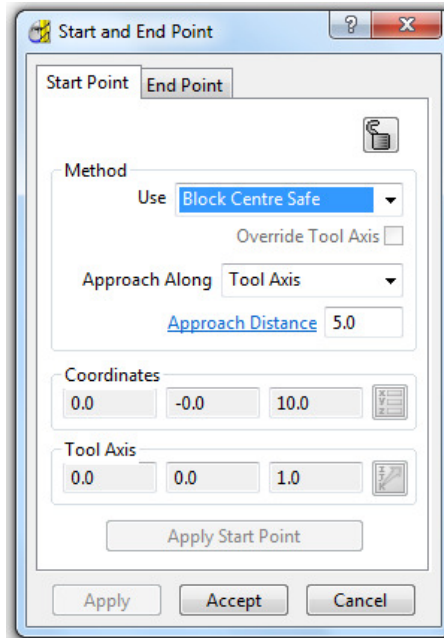 Start and End Point
Start Point End Point
Method
Use Block Centre Safe
Override Tool Axis
Approach Along Tool Axis
Approach Distance 5.0
Coordinates
0.0 -0.0 10.0
Tool Axis
0.0 0.0 1.0
Apply Start Point
Apply Accept Cancel